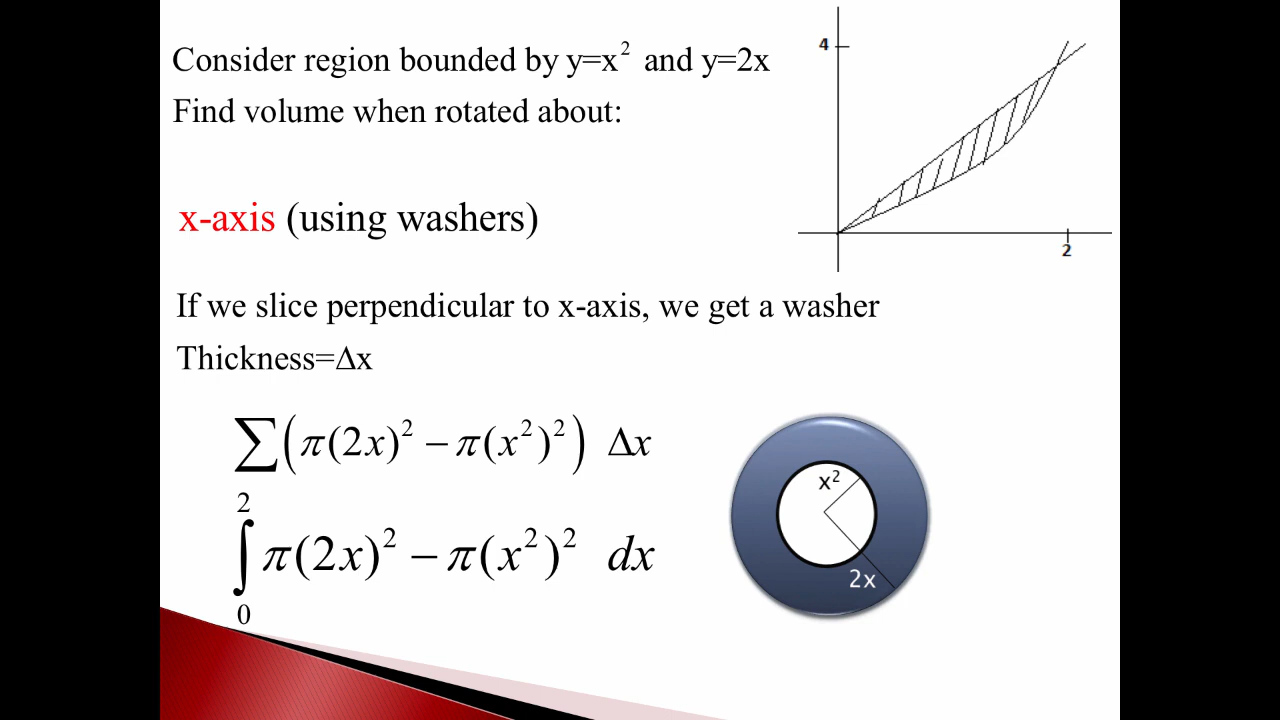 Consider region bounded by y=x² and y=2x
Find volume when rotated about:
x-axis (using washers)
If we slice perpendicular to x-axis, we get a washer
Thickness=Δx
∑(π(2x)² − π(x²)²) Δx
2
∫π(2x)² − π(x²)² dx
0
4
2
x²
2x